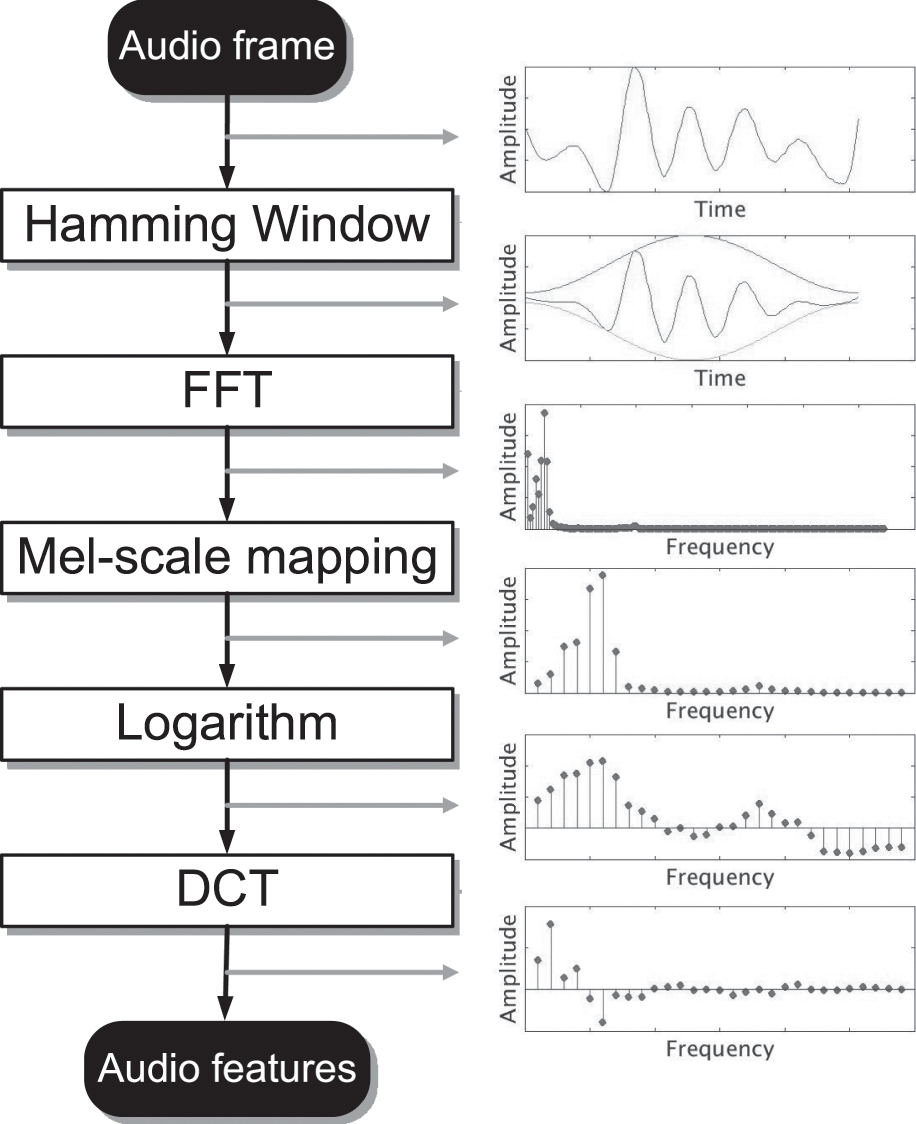 Audio frame
Amplitude
Time
Hamming Window
Amplitude
Time
FFT
Amplitude
Frequency
Mel-scale mapping
Amplitude
Frequency
Logarithm
Amplitude
Frequency
DCT
Amplitude
Frequency
Audio features